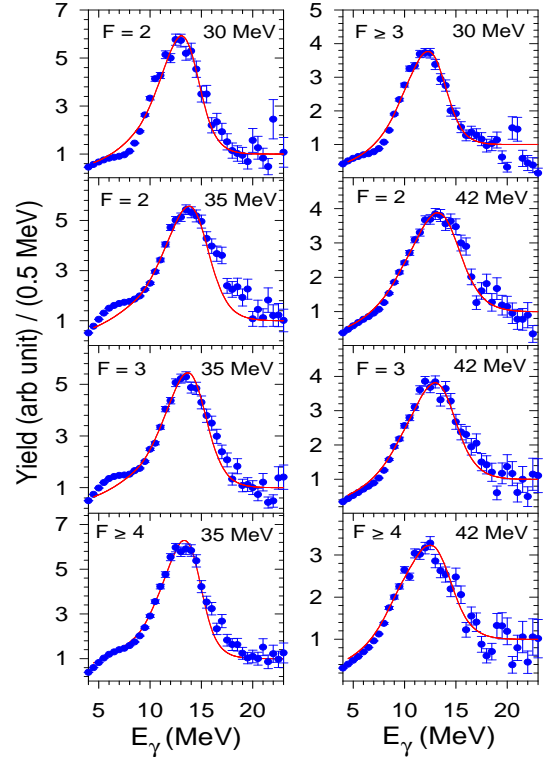 F = 2 30 MeV
7
5
3
1
F ≥ 3 30 MeV
5
4
3
2
1
F = 2 35 MeV
5
3
1
F = 2 42 MeV
4
3
2
1
F = 3 35 MeV
5
3
1
F = 3 42 MeV
4
3
2
1
F ≥ 4 35 MeV
7
5
3
1
F ≥ 4 42 MeV
3
2
1
5 10 15 20
5 10 15 20
Eγ (MeV)
Eγ (MeV)
Yield (arb unit) / (0.5 MeV)